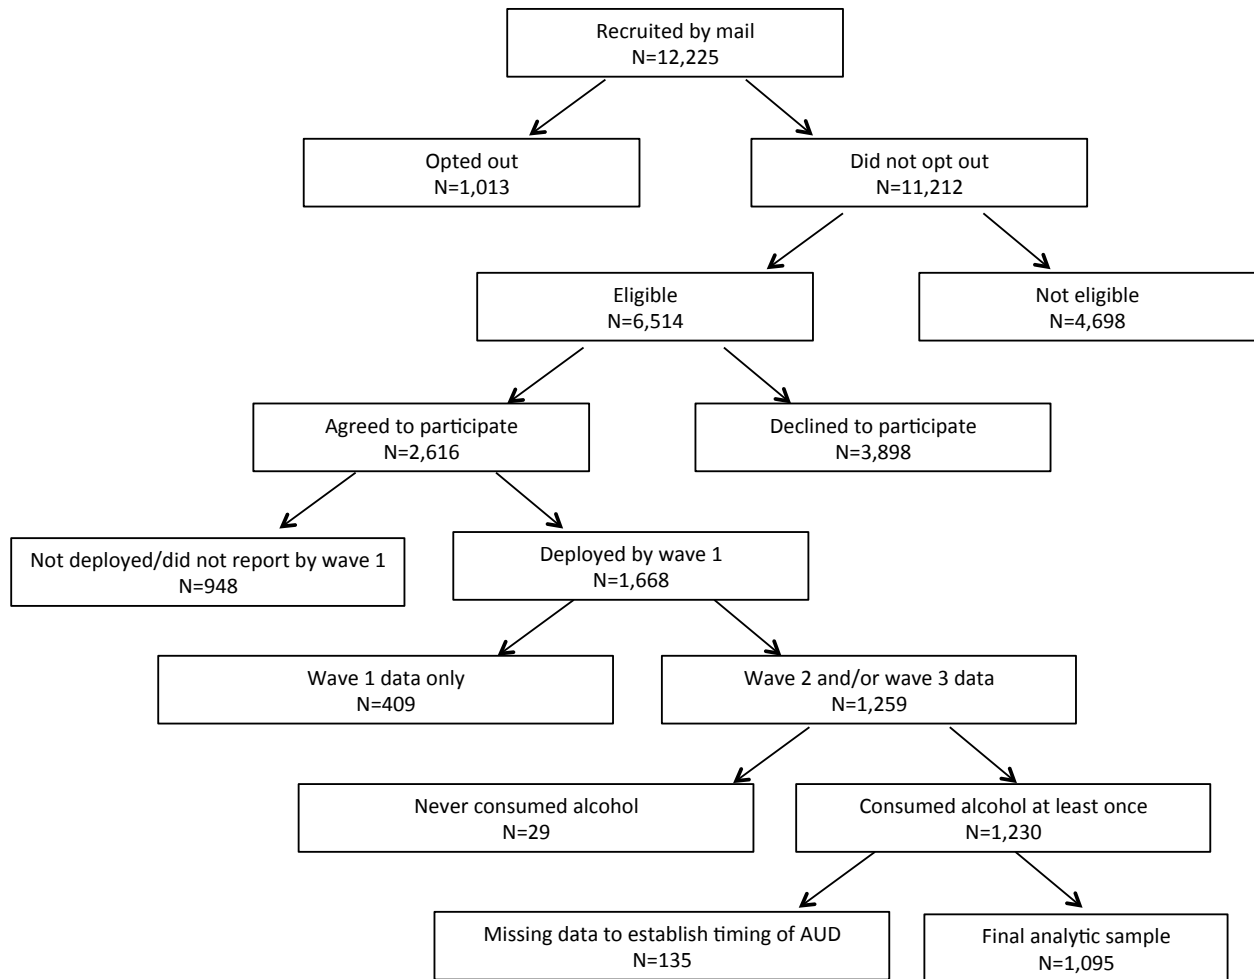 Recruited by mail
N=12,225
Opted out
N=1,013
Did not opt out
N=11,212
Eligible
N=6,514
Not eligible
N=4,698
Agreed to participate
N=2,616
Declined to participate
N=3,898
Not deployed/did not report by wave 1
N=948
Deployed by wave 1
N=1,668
Wave 1 data only
N=409
Wave 2 and/or wave 3 data
N=1,259
Never consumed alcohol
N=29
Consumed alcohol at least once
N=1,230
Missing data to establish timing of AUD
N=135
Final analytic sample
N=1,095